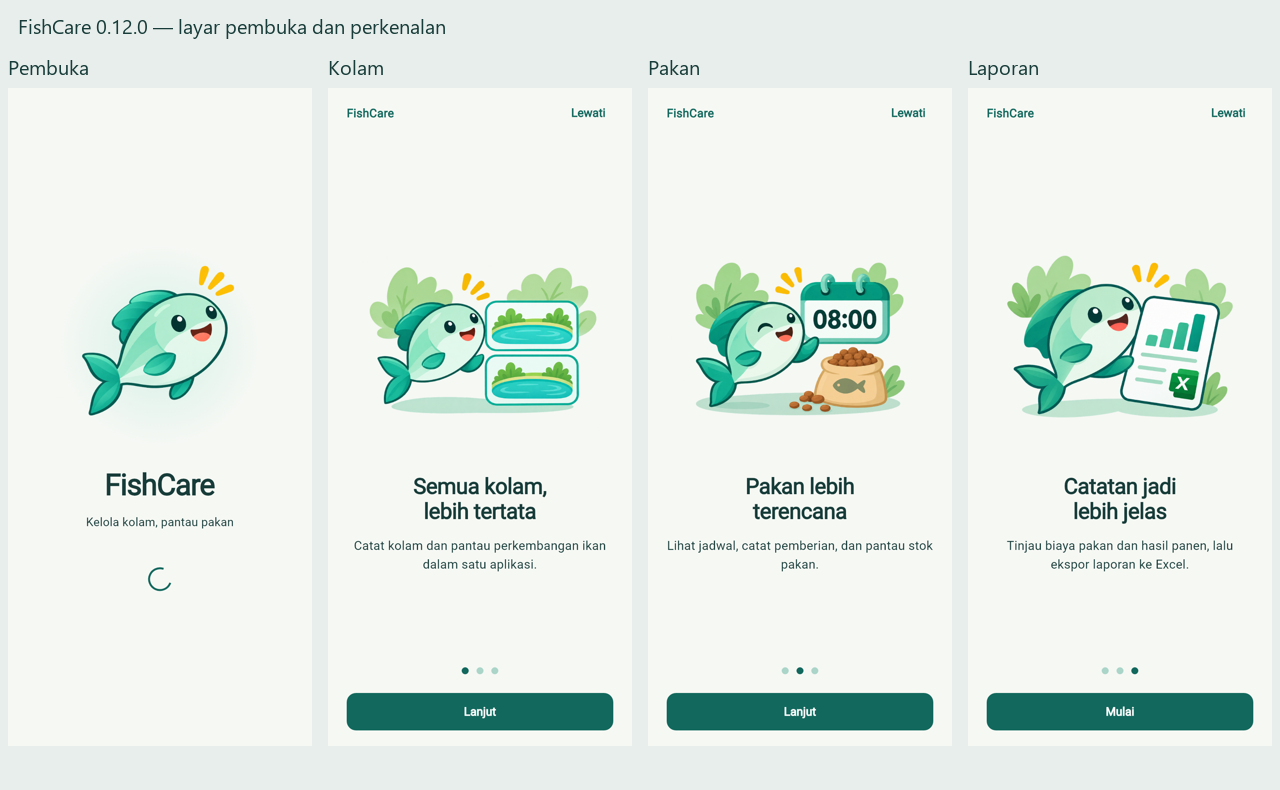 FishCare 0.12.0 — layar pembuka dan perkenalan
Pembuka
FishCare
Kelola kolam, pantau pakan
Kolam
FishCare
Lewati
Semua kolam,
lebih tertata
Catat kolam dan pantau perkembangan ikan
dalam satu aplikasi.
Lanjut
Pakan
FishCare
Lewati
08:00
Pakan lebih
terencana
Lihat jadwal, catat pemberian, dan pantau stok
pakan.
Lanjut
Laporan
FishCare
Lewati
X
Catatan jadi
lebih jelas
Tinjau biaya pakan dan hasil panen, lalu
ekspor laporan ke Excel.
Mulai